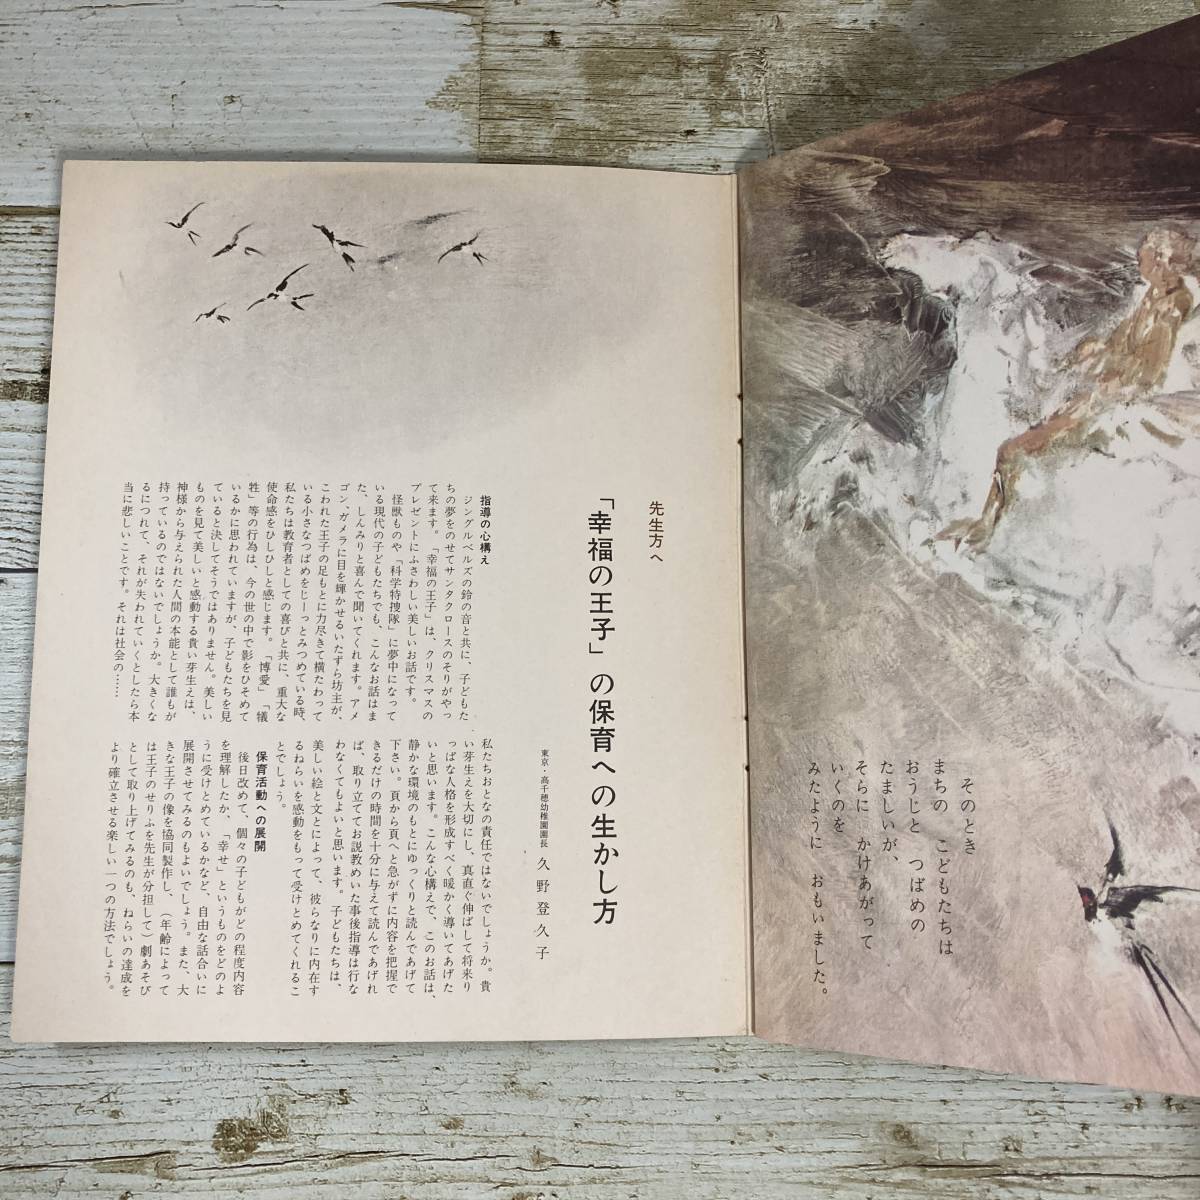 そのとき
まちの こどもたちは
おうじと つばめの
たましいが、
そらに かけあがって
いくのを
みたように おもいました。
先生方へ
「幸福の王子」の保育への生かし方
東京・高千穂幼稚園園長 久野登久子
指導の心構え
ジングルベルズの鈴の音と共に、子どもた
ちの夢をのせてサンタクロースのそりがやっ
て来ます。「幸福の王子」は、クリスマスの
プレゼントにふさわしい美しいお話です。
怪獣ものや「科学特捜隊」に夢中になって
いる現代の子どもたちでも、こんなお話はま
た、しんみりと喜んで聞いてくれます。アメ
ゴン、ガメラに目を輝かせるいたずら坊主が、
こわれた王子の足もとに力尽きて横たわって
いる小さなつばめをじーっとみつめている時、
私たちは教育者としての喜びと共に、重大な
使命感をひしひしと感じます。「博愛」「犠
牲」等の行為は、今の世の中で影をひそめて
いるかに思われていますが、子どもたちを見
ていると決してそうではありません。美しい
ものを見て美しいと感動する貴い芽生えは、
神様から与えられた人間の本能として誰もが
持っているのではないでしょうか。大きくな
るにつれて、それが失われていくとしたら本
当に悲しいことです。それは社会の……
私たちおとなの責任ではないでしょうか。貴
い芽生えを大切にし、真直ぐ伸ばして将来り
っぱな人格を形成すべく暖かく導いてあげた
いと思います。こんな心構えで、このお話は、
静かな環境のもとにゆっくりと読んであげて
下さい。頁から頁へと急がずに内容を把握で
きるだけの時間を十分に与えて読んであげれ
ば、取り立ててお説教めいた事後指導は行な
わなくてもよいと思います。子どもたちは、
美しい絵と文とによって、彼らなりに内在す
るねらいを感動をもって受けとめてくれるこ
とでしょう。
保育活動への展開
後日改めて、個々の子どもがどの程度内容
を理解したか、「幸せ」というものをどのよ
うに受けとめているかなど、自由な話合いに
展開させてみるのもよいでしょう。また、大
きな王子の像を協同製作し、（年齢によって
は王子のせりふを先生が分担して）劇あそび
として取り上げてみるのも、ねらいの達成を
より確立させる楽しい一つの方法でしょう。